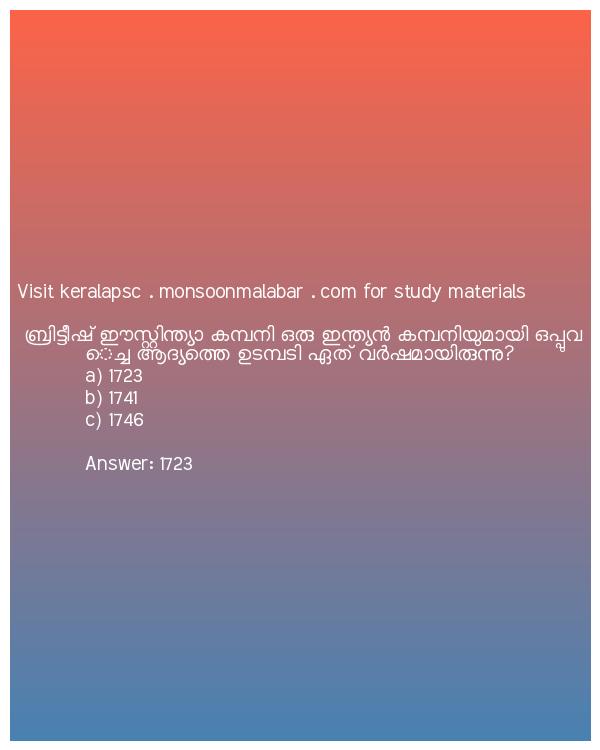 Visit keralapsc . monsoonmalabar . com for study materials
ബ്രിട്ടീഷ് ഈസ്റ്റിന്ത്യാ കമ്പനി ഒരു ഇന്ത്യൻ കമ്പനിയുമായി ഒപ്പുവ
െച്ച ആദ്യത്തെ ഉടമ്പടി ഏത് വർഷമായിരുന്നു?
a) 1723
b) 1741
c) 1746
Answer: 1723